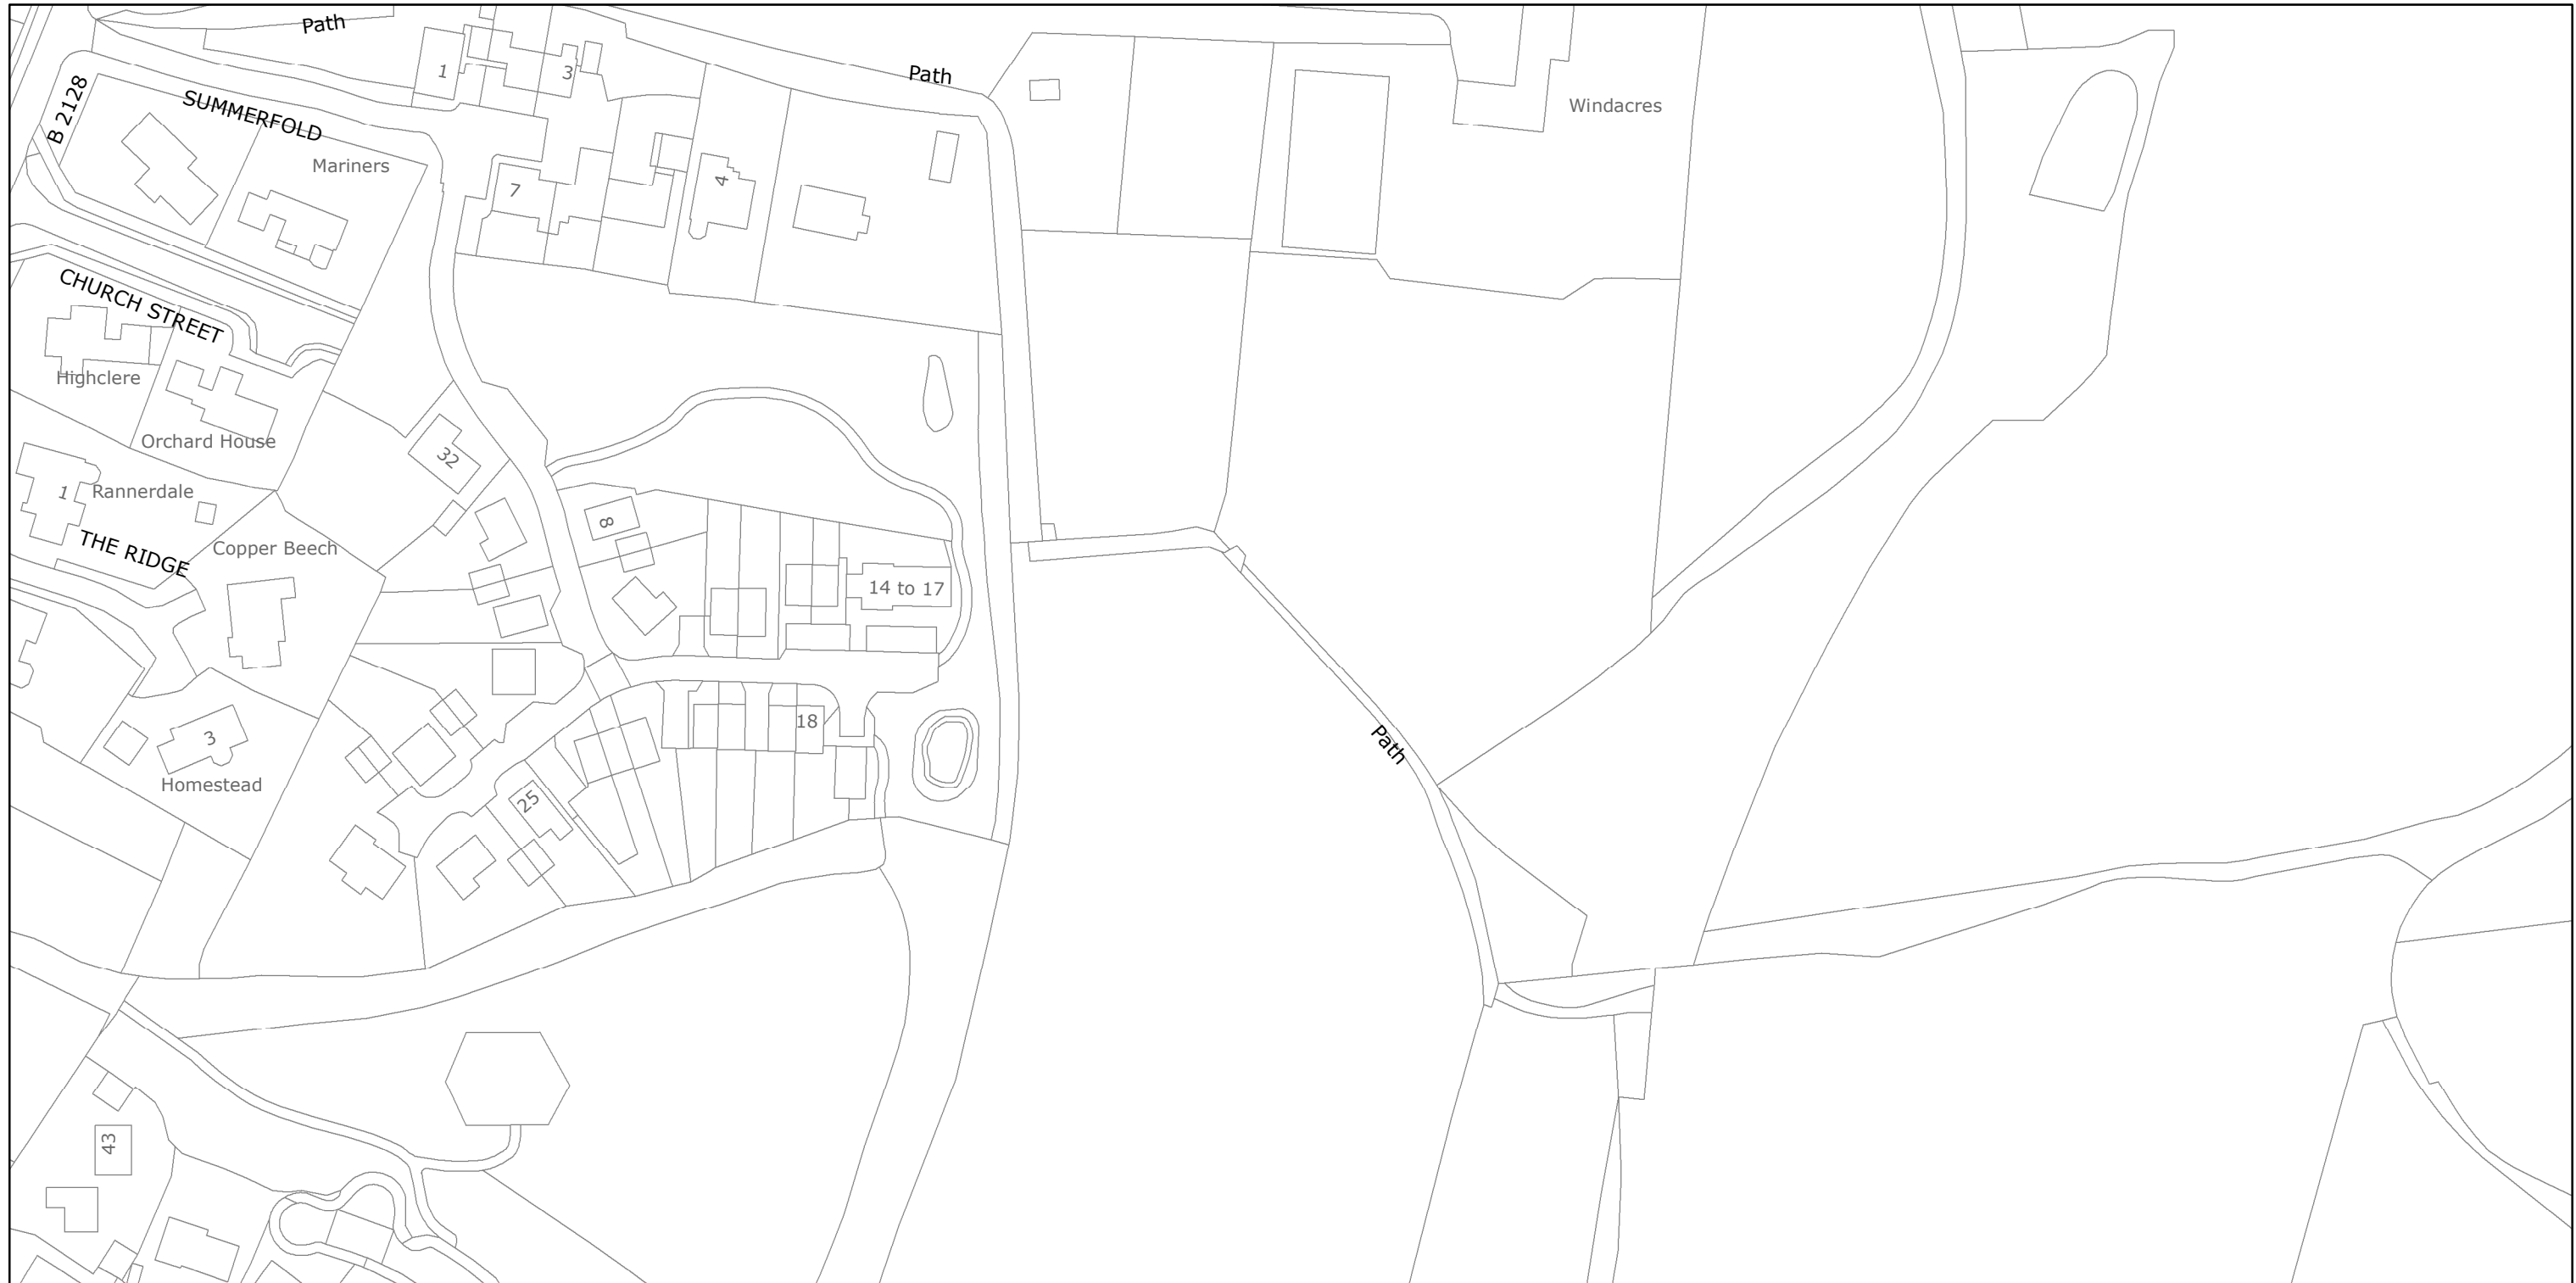 Path
1
3
Path
B 2128
SUMMERFOLD
Windacres
Mariners
7
4
CHURCH STREET
Highclere
Orchard House
32
1
Rannerdale
8
THE RIDGE
Copper Beech
14 to 17
18
3
Path
Homestead
25
43